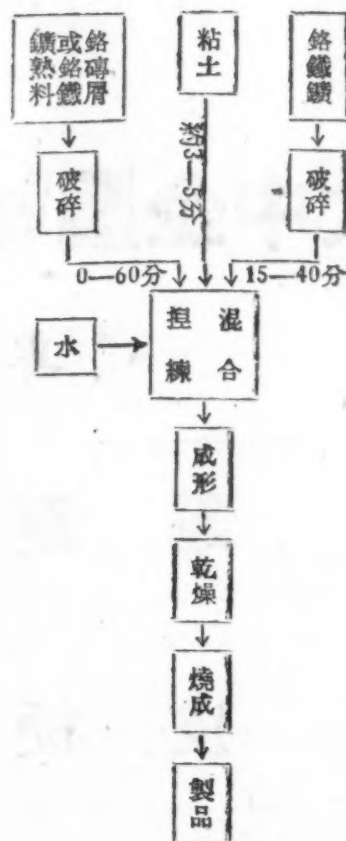 鉻磚屑
或鉻鐵
鑛熟料
粘土
鉻鐵鑛
破碎
約3—5分
破碎
0—60分
15—40分
水
混合
捏練
成形
乾燥
燒成
製品